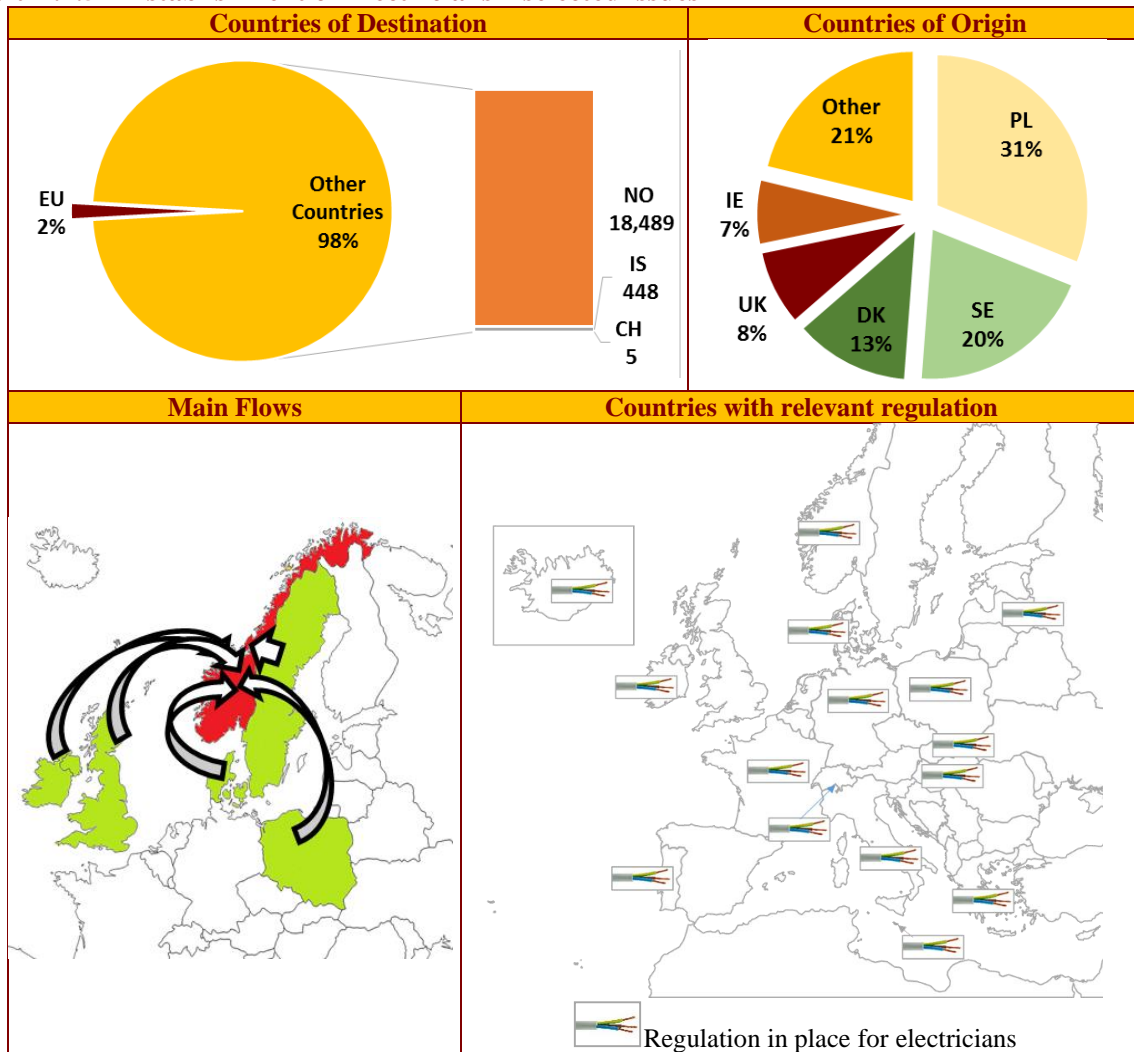 Countries of Destination
Countries of Origin
EU
2%
Other
Countries
98%
NO
18,489
IS
448
CH
5
Other
21%
PL
31%
IE
7%
UK
8%
DK
13%
SE
20%
Main Flows
Countries with relevant regulation
Regulation in place for electricians